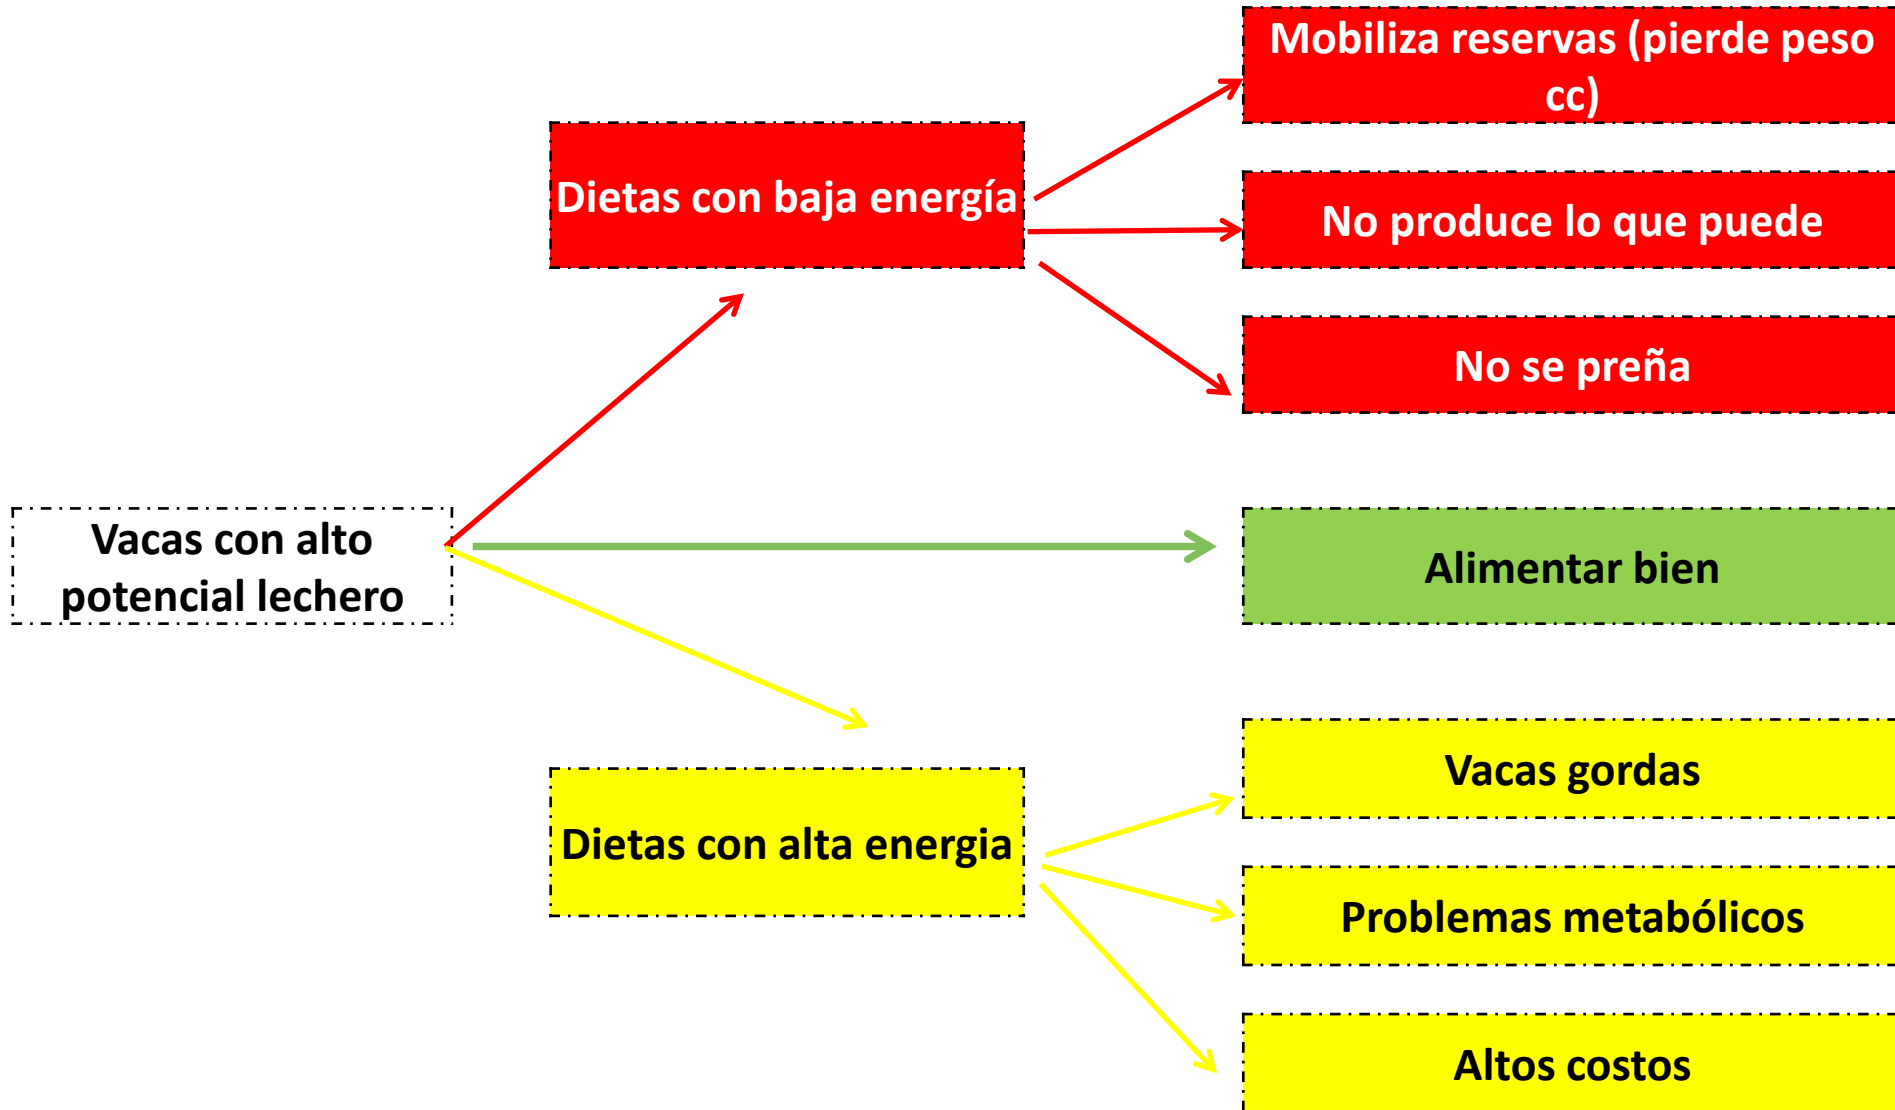 Mobiliza reservas (pierde peso
cc)
Dietas con baja energía
No produce lo que puede
No se preña
Vacas con alto
potencial lechero
Alimentar bien
Vacas gordas
Dietas con alta energia
Problemas metabólicos
Altos costos